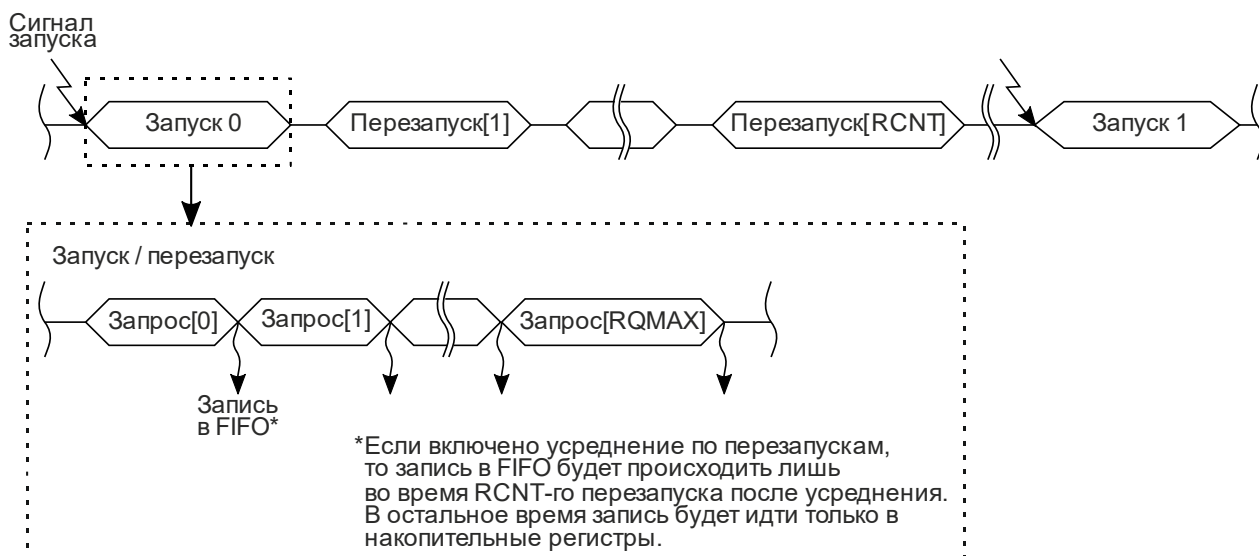 Сигнал
запуска
Запуск 0
Перезапуск[1]
Перезапуск[RCNT]
Запуск 1
Запуск / перезапуск
Запрос[0]
Запрос[1]
Запрос[RQMAX]
Запись
в FIFO*
*Если включено усреднение по перезапускам,
то запись в FIFO будет происходить лишь
во время RCNT-го перезапуска после усреднения.
В остальное время запись будет идти только в
накопительные регистры.